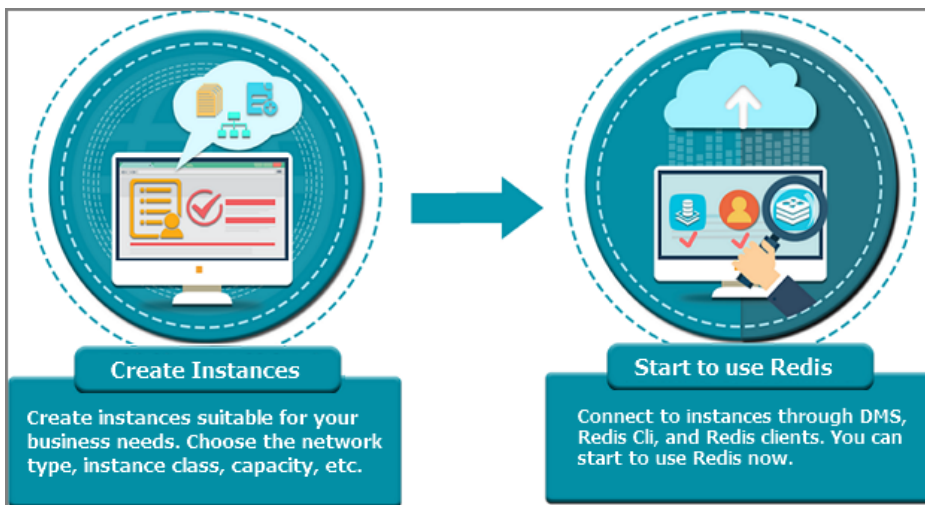 Create Instances
Create instances suitable for your
business needs. Choose the network
type, instance class, capacity, etc.
Start to use Redis
Connect to instances through DMS,
Redis Cli, and Redis clients. You can
start to use Redis now.